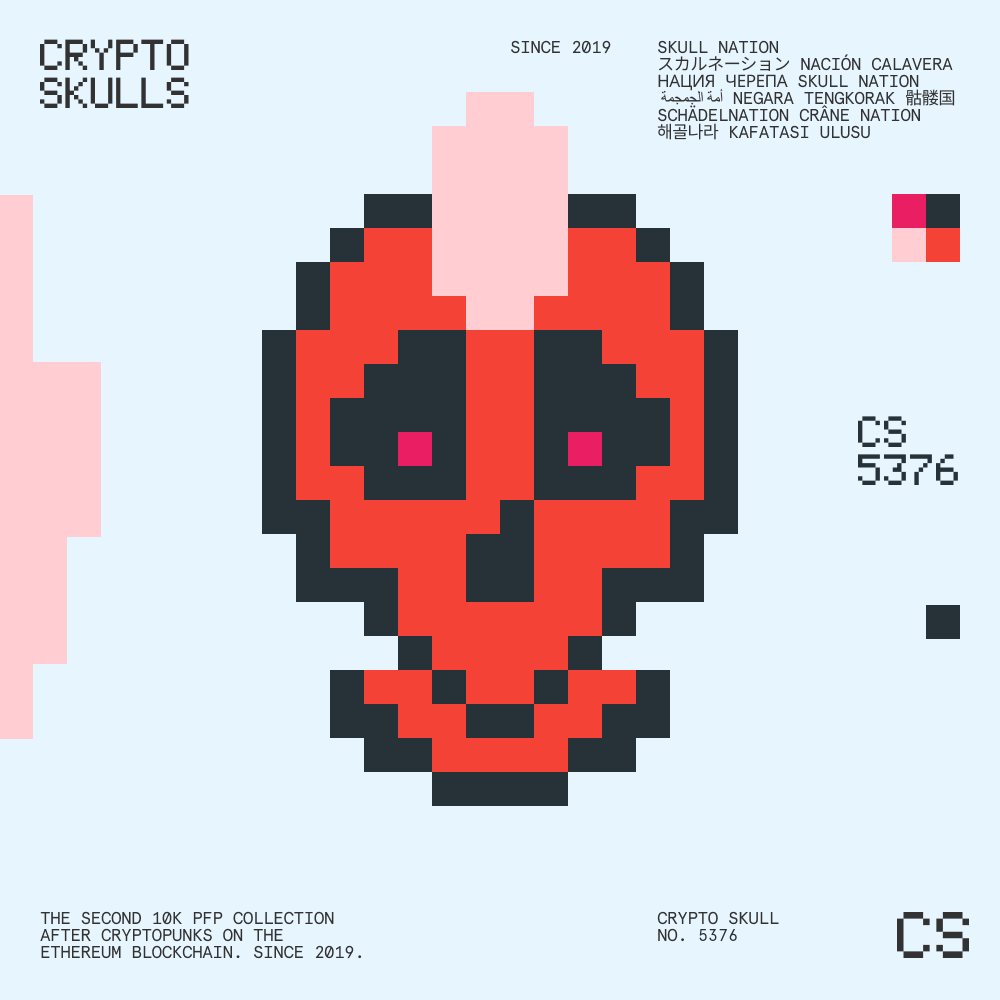 CRYPTO
SKULLS
SINCE 2019
SKULL NATION
スカルネーション NACIÓN CALAVERA
НАЦИЯ ЧЕРЕПА SKULL NATION
أمة الجمجمة NEGARA TENGKORAK 骷髅国
SCHÄDELNATION CRÂNE NATION
해골나라 KAFATASI ULUSU
CS
5376
THE SECOND 10K PFP COLLECTION
AFTER CRYPTOPUNKS ON THE
ETHEREUM BLOCKCHAIN. SINCE 2019.
CRYPTO SKULL
NO. 5376
CS